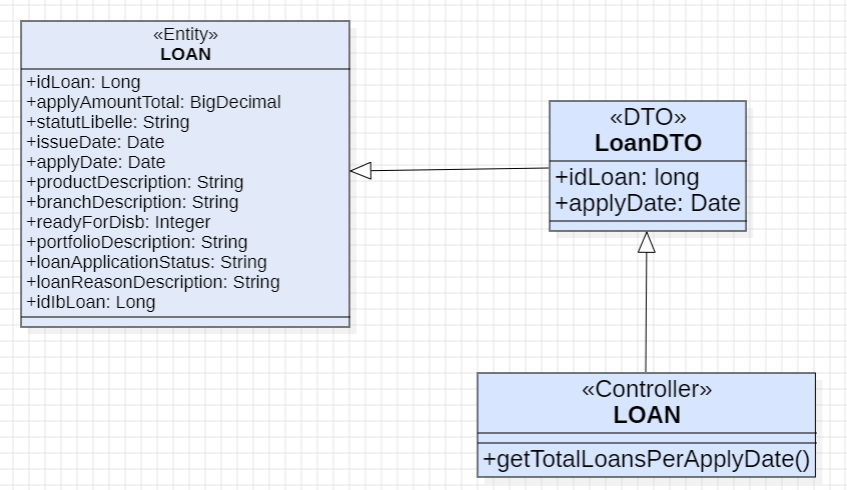 «Entity»
LOAN
+idLoan: Long
+applyAmountTotal: BigDecimal
+statutLibelle: String
+issueDate: Date
+applyDate: Date
+productDescription: String
+branchDescription: String
+readyForDisb: Integer
+portfolioDescription: String
+loanApplicationStatus: String
+loanReasonDescription: String
+idIbLoan: Long
«DTO»
LoanDTO
+idLoan: long
+applyDate: Date
«Controller»
LOAN
+getTotalLoansPerApplyDate()